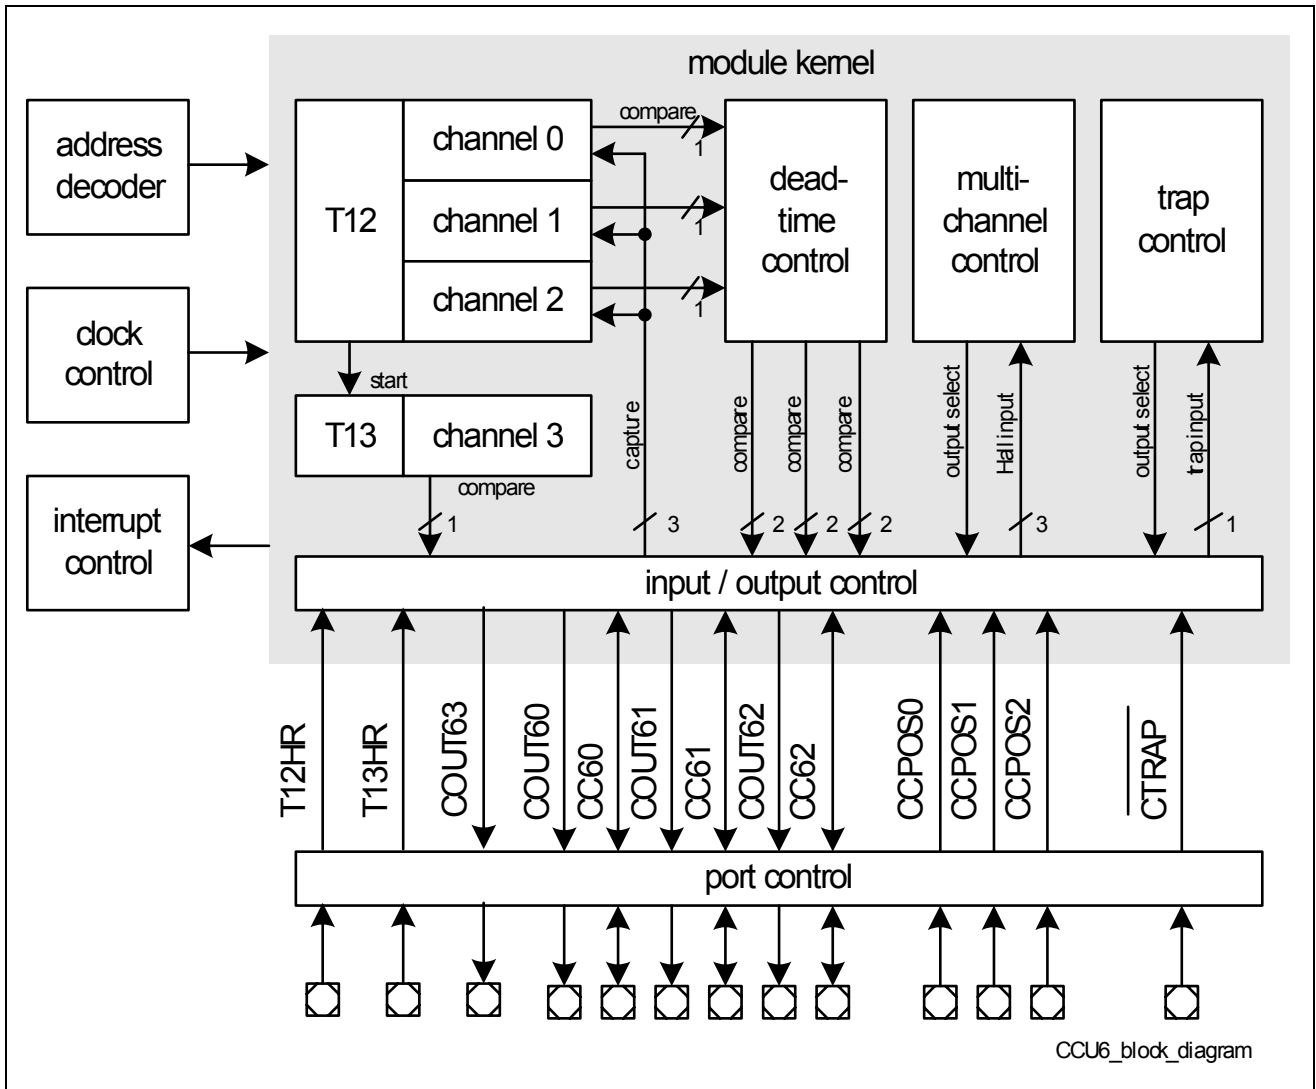 module kernel
address
decoder
clock
control
interrupt
control
T12
channel 0
channel 1
channel 2
compare
1
1
1
dead-
time
control
multi-
channel
control
trap
control
start
T13
channel 3
compare
1
capture
3
compare
2
compare
2
compare
2
output select
Hall input
3
output select
trap input
1
input / output control
T12HR
T13HR
COUT63
COUT60
CC60
COUT61
CC61
COUT62
CC62
CCPOS0
CCPOS1
CCPOS2
CTRAP
port control
CCU6_block_diagram